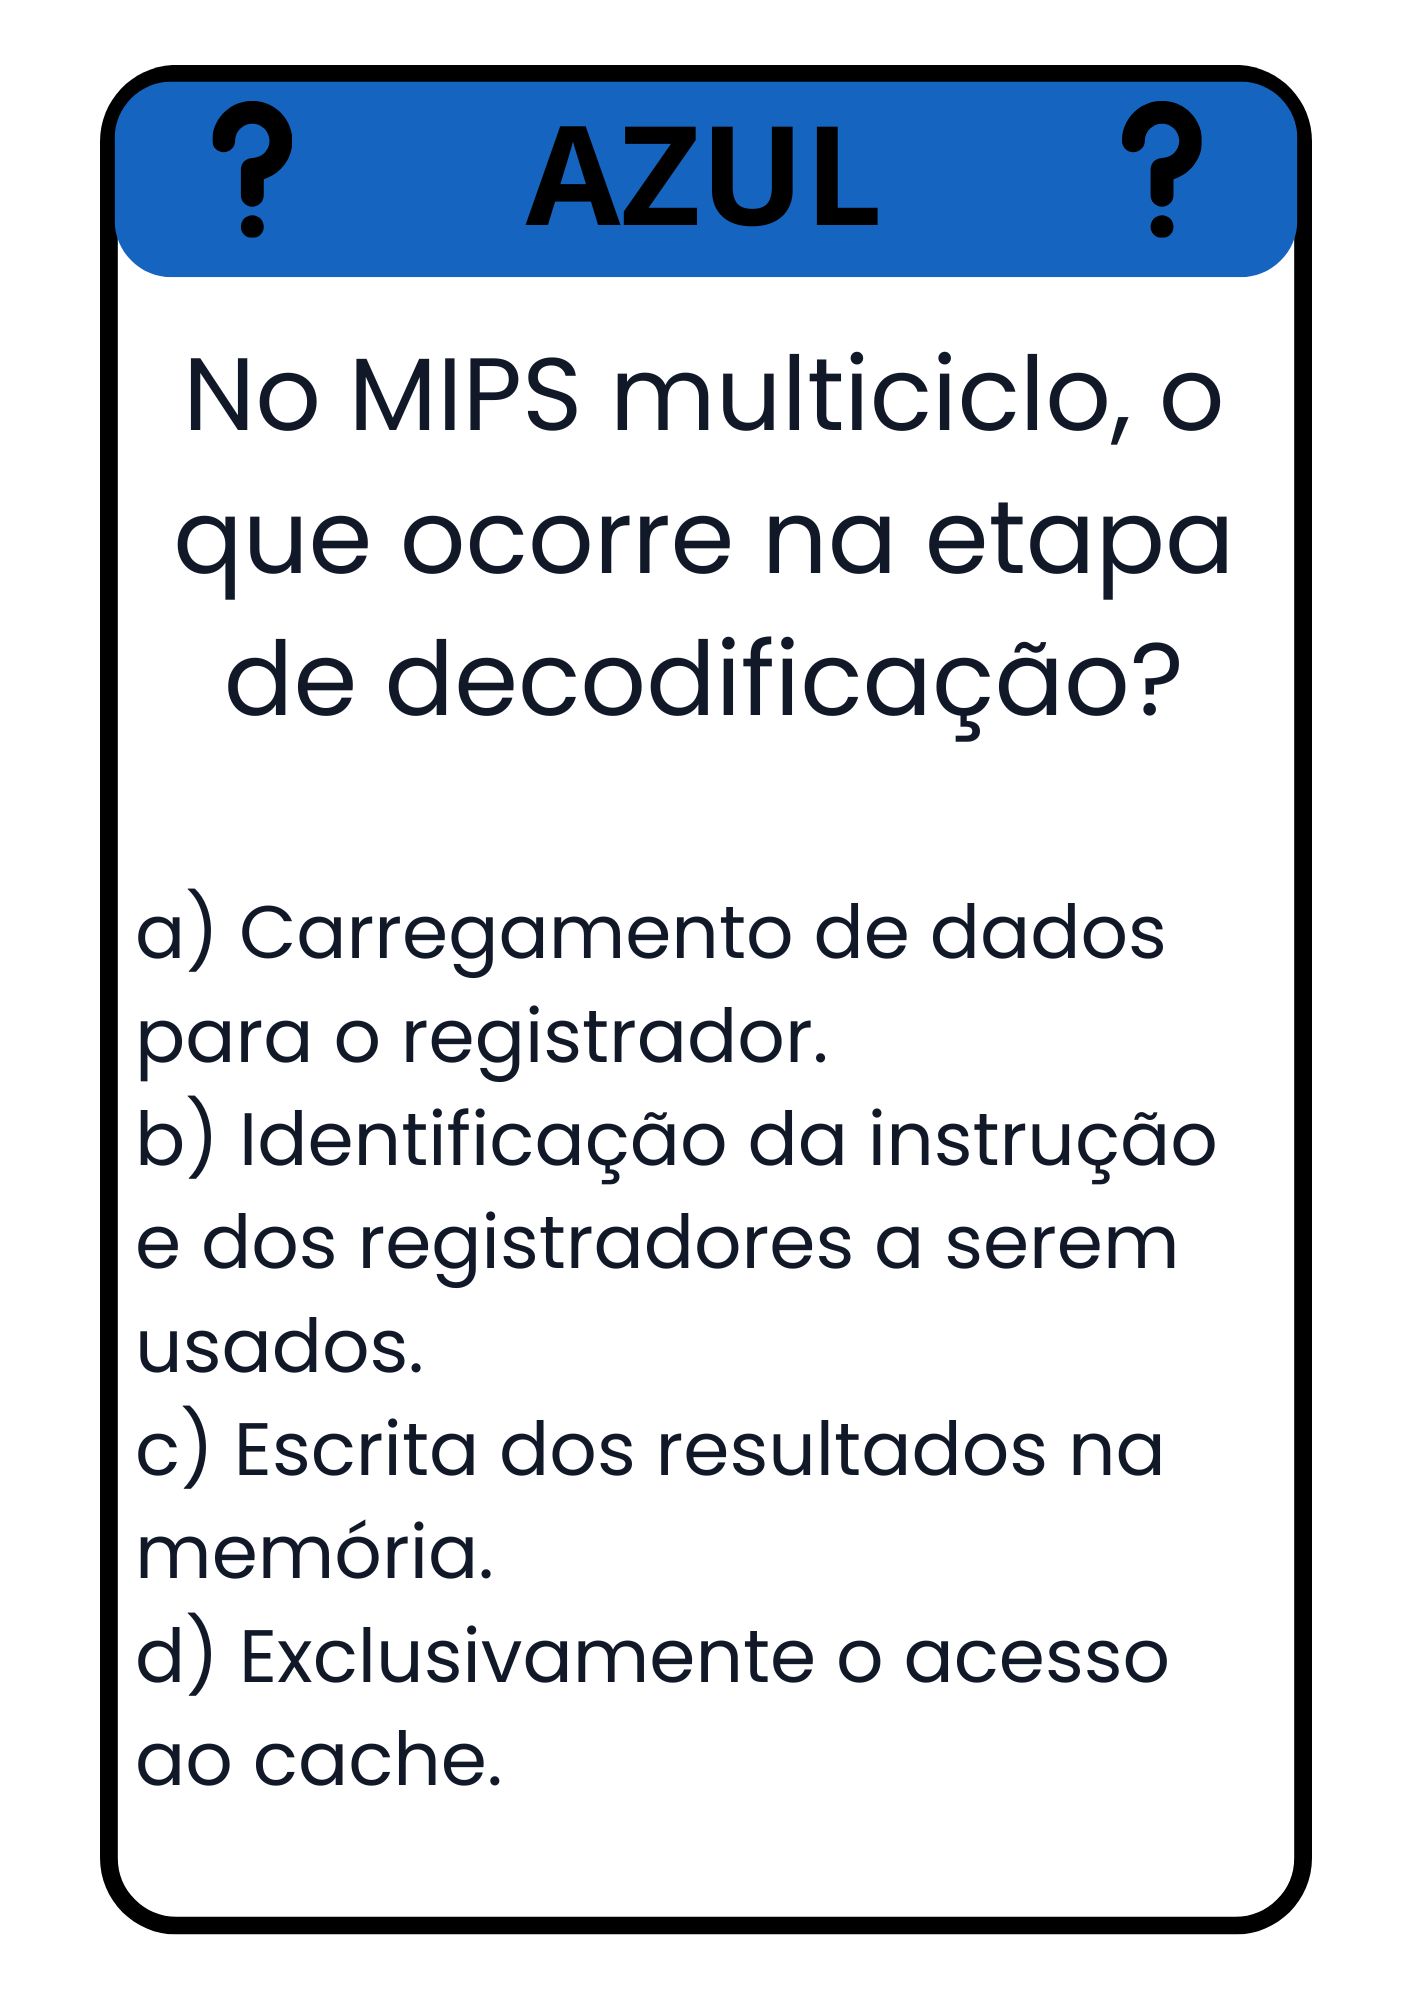 ? AZUL ?
No MIPS multiciclo, o
que ocorre na etapa
de decodificação?
a) Carregamento de dados
para o registrador.
b) Identificação da instrução
e dos registradores a serem
usados.
c) Escrita dos resultados na
memória.
d) Exclusivamente o acesso
ao cache.